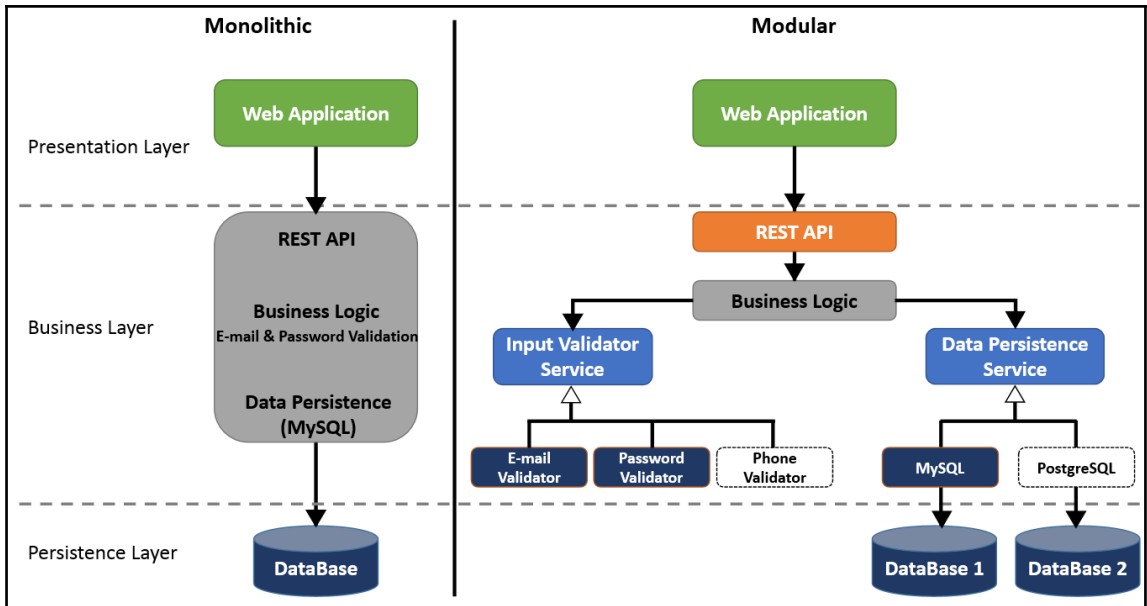 Monolithic
Modular
Presentation Layer
Web Application
Web Application
Business Layer
REST API
Business Logic
E-mail & Password Validation
Data Persistence
(MySQL)
REST API
Business Logic
Input Validator
Service
Data Persistence
Service
E-mail
Validator
Password
Validator
Phone
Validator
MySQL
PostgreSQL
Persistence Layer
DataBase
DataBase 1
DataBase 2